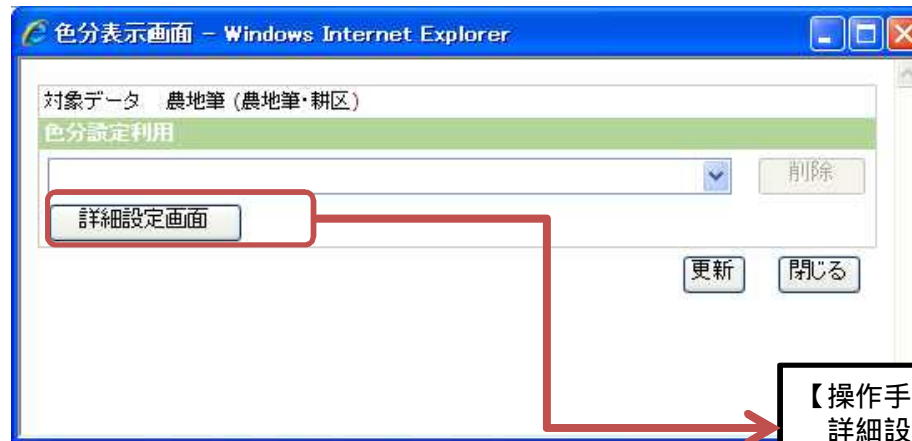 色分表示画面 - Windows Internet Explorer
対象データ 農地筆(農地筆・耕区)
色分設定利用
削除
詳細設定画面
更新 閉じる
【操作手
詳細設